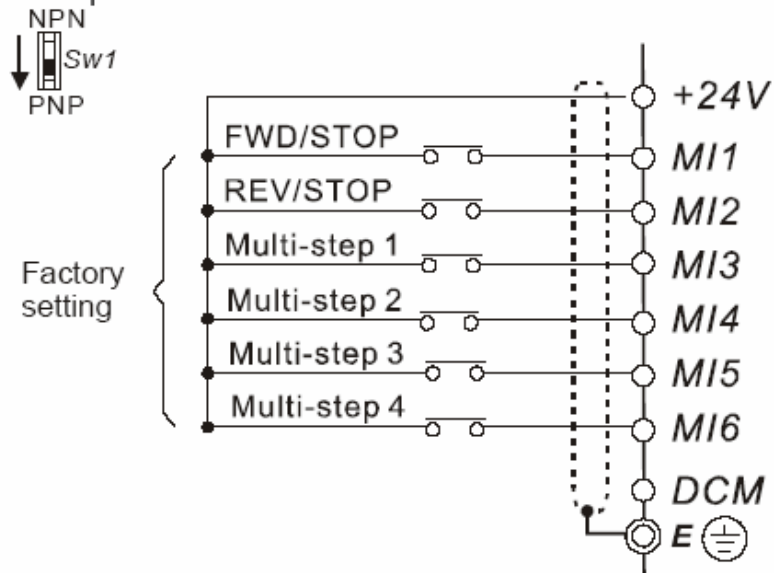 NPN
Sw1
PNP
+24V
FWD/STOP
MI1
REV/STOP
MI2
Multi-step 1
MI3
Factory
setting
Multi-step 2
MI4
Multi-step 3
MI5
Multi-step 4
MI6
DCM
E